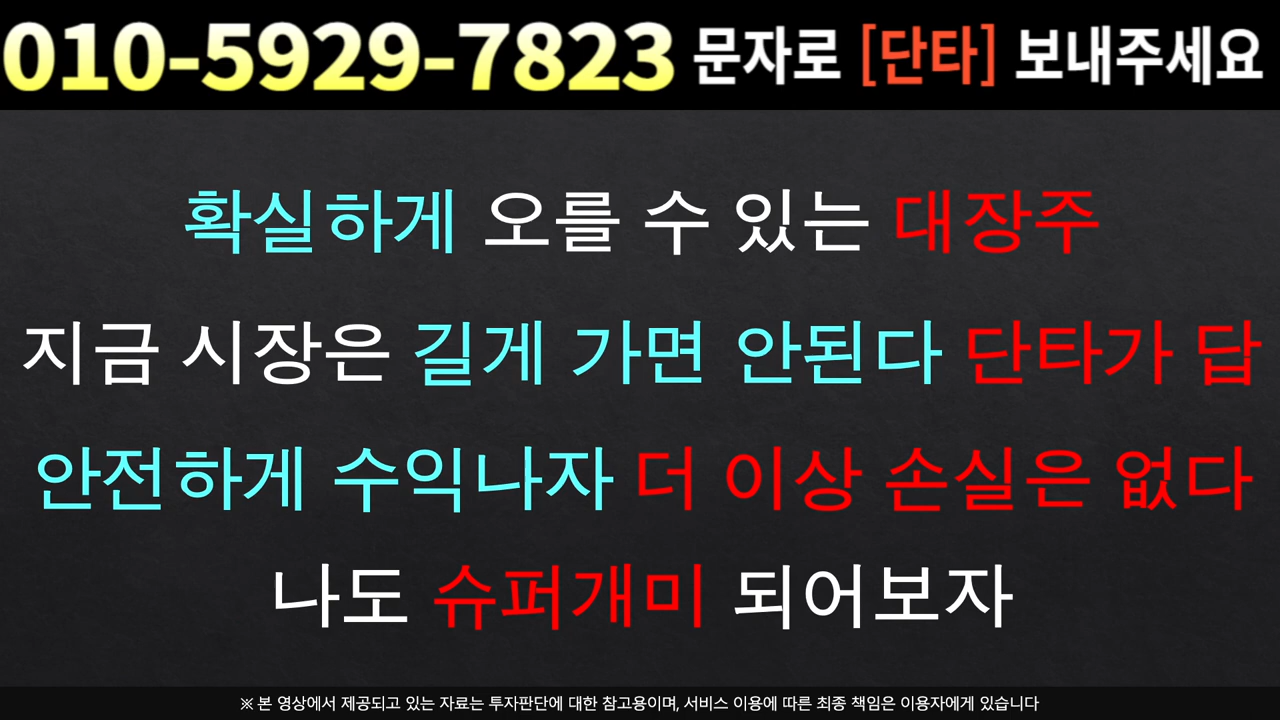 010-5929-7823 문자로 [단타] 보내주세요
확실하게 오를 수 있는 대장주
지금 시장은 길게 가면 안된다 단타가 답
안전하게 수익나자 더 이상 손실은 없다
나도 슈퍼개미 되어보자
※ 본 영상에서 제공되고 있는 자료는 투자판단에 대한 참고용이며, 서비스 이용에 따른 최종 책임은 이용자에게 있습니다